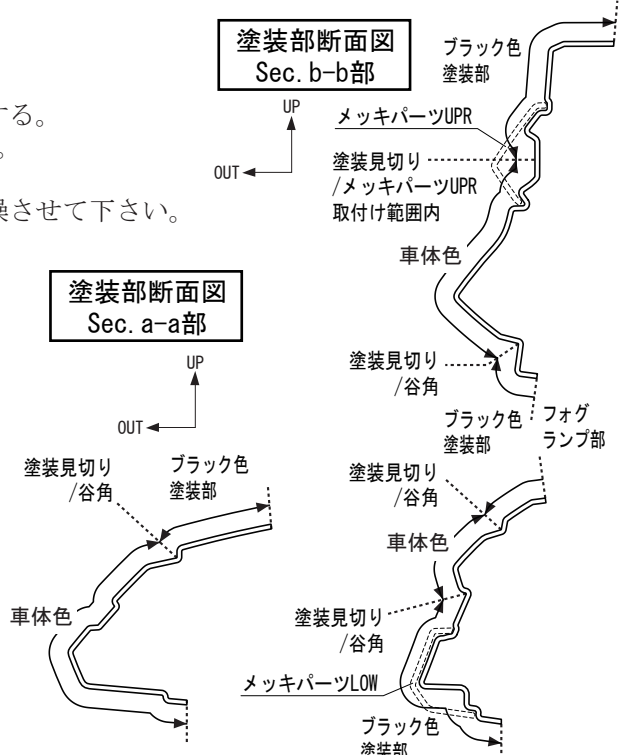 する。
。
燥させて下さい。
塗装部断面図
Sec.b-b部
UP
OUT
ブラック色
塗装部
メッキパーツUPR
塗装見切り
/メッキパーツUPR
取付け範囲内
車体色
塗装見切り
/谷角
ブラック色
塗装部
フォグ
ランプ部
塗装部断面図
Sec.a-a部
UP
OUT
塗装見切り
/谷角
ブラック色
塗装部
車体色
塗装見切り
/谷角
車体色
塗装見切り
/谷角
メッキパーツLOW
ブラック色
塗装部